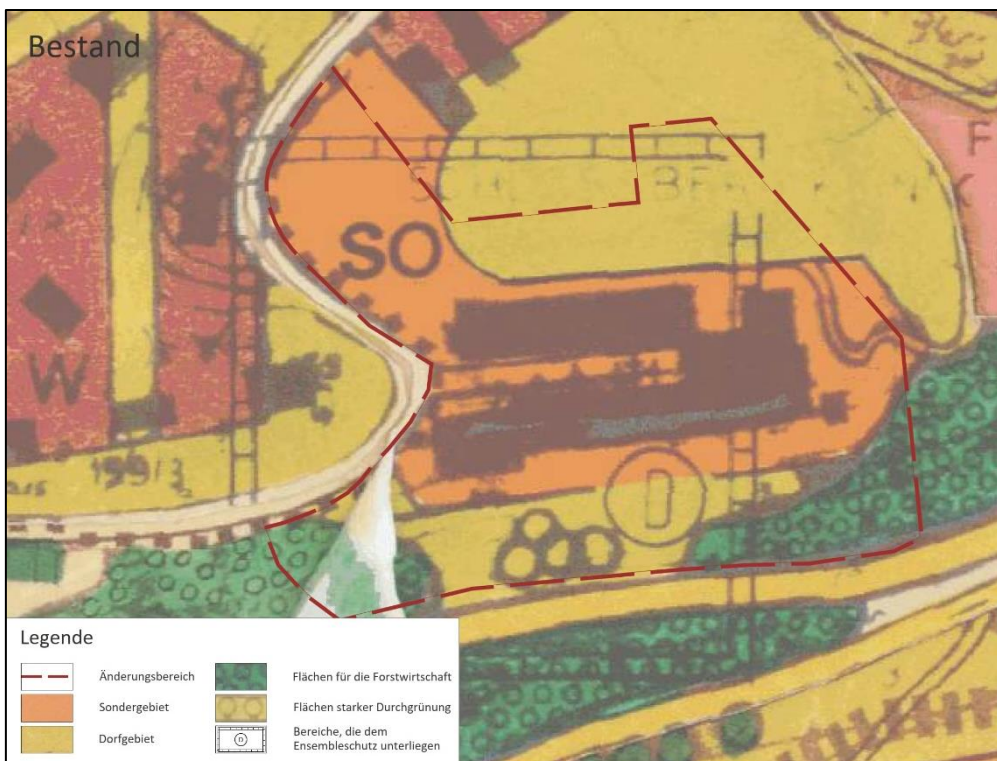 Bestand
SO
F
W
D
Legende
Änderungsbereich
Sondergebiet
Dorfgebiet
Flächen für die Forstwirtschaft
Flächen starker Durchgrünung
Bereiche, die dem
Ensembleschutz unterliegen